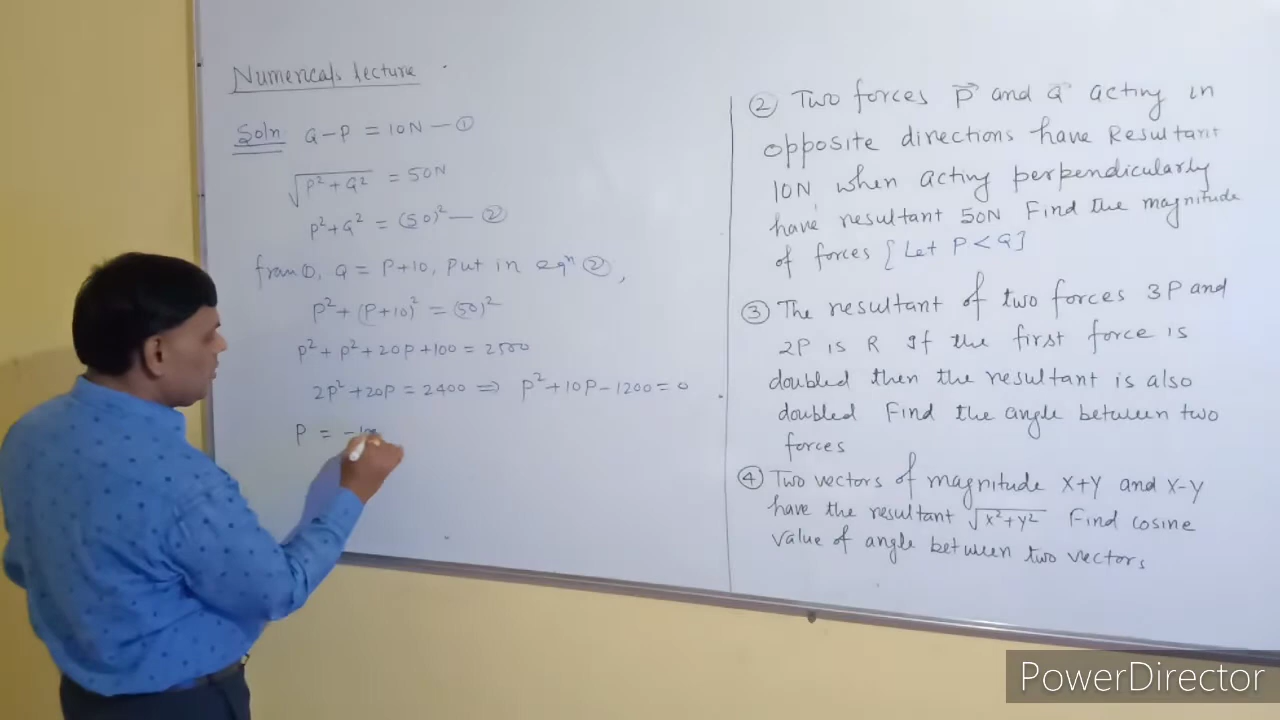 Numericals lecture
Soln Q-P = 10N — ①
√P²+Q² = 50N
P²+Q² = (50)² — ②
from ①, Q = P+10, Put in eqⁿ ②,
P² + (P+10)² = (50)²
P² + P² + 20P + 100 = 2500
2P² + 20P = 2400 ⟹ P² + 10P - 1200 = 0
P = -10
② Two forces P⃗ and Q⃗ acting in
opposite directions have Resultant
10N when acting perpendicularly
have resultant 50N Find the magnitude
of forces [Let P < Q]
③ The resultant of two forces 3P and
2P is R If the first force is
doubled then the resultant is also
doubled Find the angle between two
forces
④ Two vectors of magnitude x+y and x-y
have the resultant √x²+y² Find cosine
value of angle between two vectors
PowerDirector